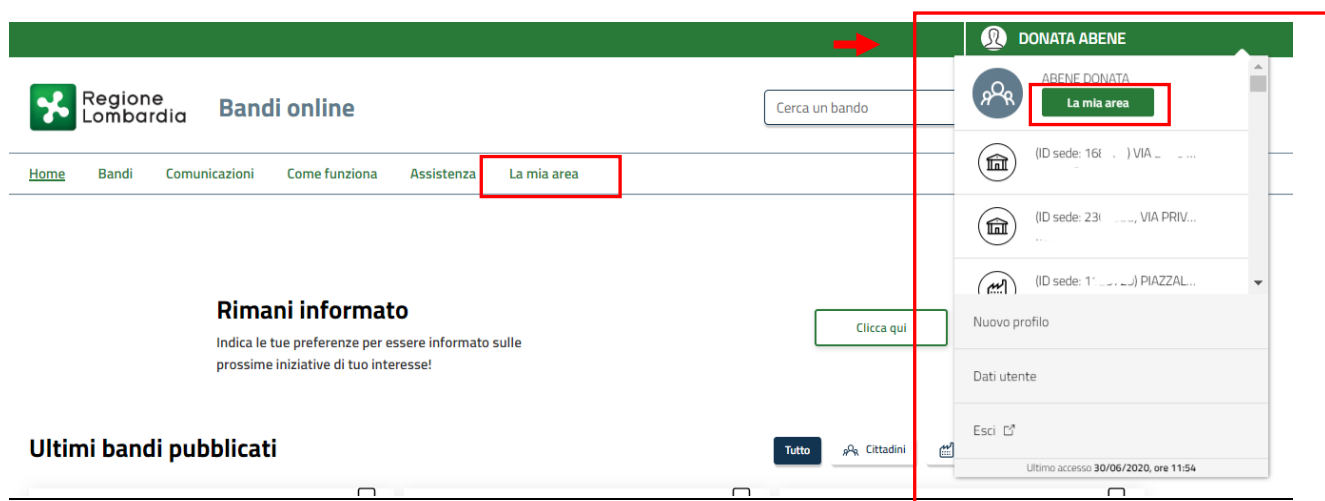 DONATA ABENE
Regione
Lombardia
Bandi online
Cerca un bando
Home Bandi Comunicazioni Come funziona Assistenza La mia area
ABENE DONATA
La mia area
(ID sede: ) VIA ...
(ID sede: , VIA PRIV...
(ID sede: ) PIAZZAL...
Nuovo profilo
Dati utente
Esci
Ultimo accesso 30/06/2020, ore 11:54
Rimani informato
Indica le tue preferenze per essere informato sulle
prossime iniziative di tuo interesse!
Clicca qui
Ultimi bandi pubblicati
Tutto Cittadini